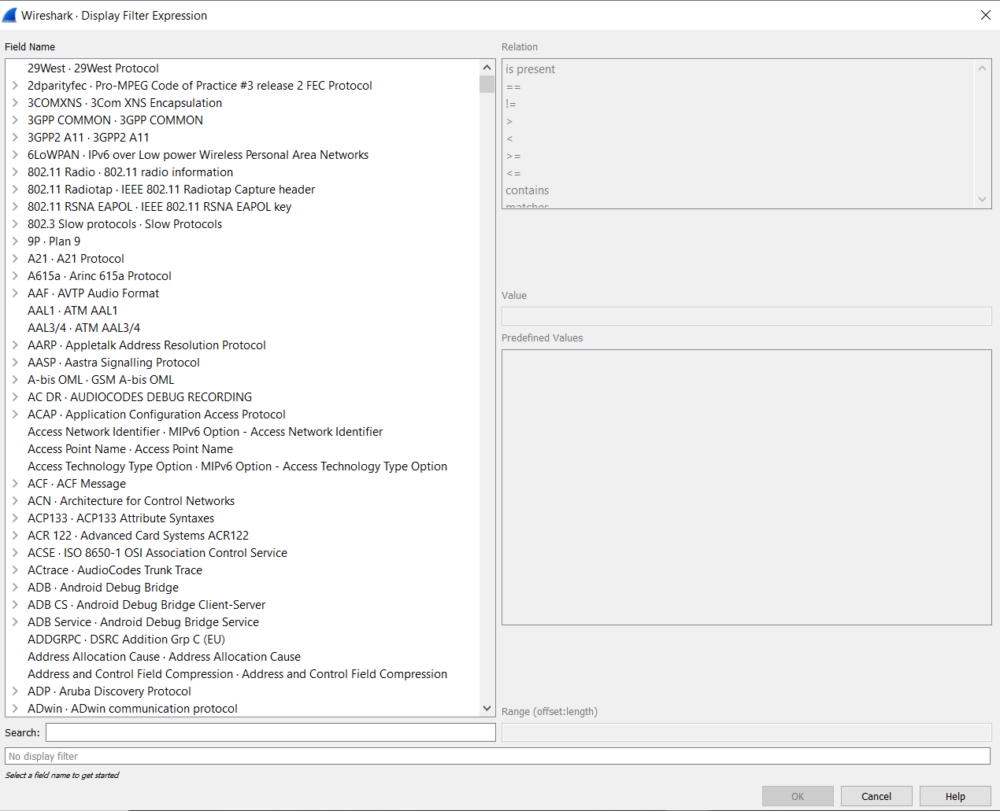 Wireshark · Display Filter Expression
Field Name
29West · 29West Protocol
2dparityfec · Pro-MPEG Code of Practice #3 release 2 FEC Protocol
3COMXNS · 3Com XNS Encapsulation
3GPP COMMON · 3GPP COMMON
3GPP2 A11 · 3GPP2 A11
6LoWPAN · IPv6 over Low power Wireless Personal Area Networks
802.11 Radio · 802.11 radio information
802.11 Radiotap · IEEE 802.11 Radiotap Capture header
802.11 RSNA EAPOL · IEEE 802.11 RSNA EAPOL key
802.3 Slow protocols · Slow Protocols
9P · Plan 9
A21 · A21 Protocol
A615a · Arinc 615a Protocol
AAF · AVTP Audio Format
AAL1 · ATM AAL1
AAL3/4 · ATM AAL3/4
AARP · Appletalk Address Resolution Protocol
AASP · Aastra Signalling Protocol
A-bis OML · GSM A-bis OML
AC DR · AUDIOCODES DEBUG RECORDING
ACAP · Application Configuration Access Protocol
Access Network Identifier · MIPv6 Option - Access Network Identifier
Access Point Name · Access Point Name
Access Technology Type Option · MIPv6 Option - Access Technology Type Option
ACF · ACF Message
ACN · Architecture for Control Networks
ACP133 · ACP133 Attribute Syntaxes
ACR 122 · Advanced Card Systems ACR122
ACSE · ISO 8650-1 OSI Association Control Service
ACtrace · AudioCodes Trunk Trace
ADB · Android Debug Bridge
ADB CS · Android Debug Bridge Client-Server
ADB Service · Android Debug Bridge Service
ADDGRPC · DSRC Addition Grp C (EU)
Address Allocation Cause · Address Allocation Cause
Address and Control Field Compression · Address and Control Field Compression
ADP · Aruba Discovery Protocol
ADwin · ADwin communication protocol
Search:
Relation
is present
==
!=
>
<
>=
<=
contains
matches
Value
Predefined Values
Range (offset:length)
No display filter
Select a field name to get started
OK
Cancel
Help